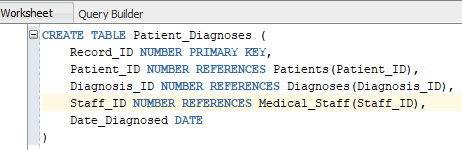 Worksheet Query Builder
CREATE TABLE Patient_Diagnoses (
Record_ID NUMBER PRIMARY KEY,
Patient_ID NUMBER REFERENCES Patients(Patient_ID),
Diagnosis_ID NUMBER REFERENCES Diagnoses(Diagnosis_ID),
Staff_ID NUMBER REFERENCES Medical_Staff(Staff_ID),
Date_Diagnosed DATE
)